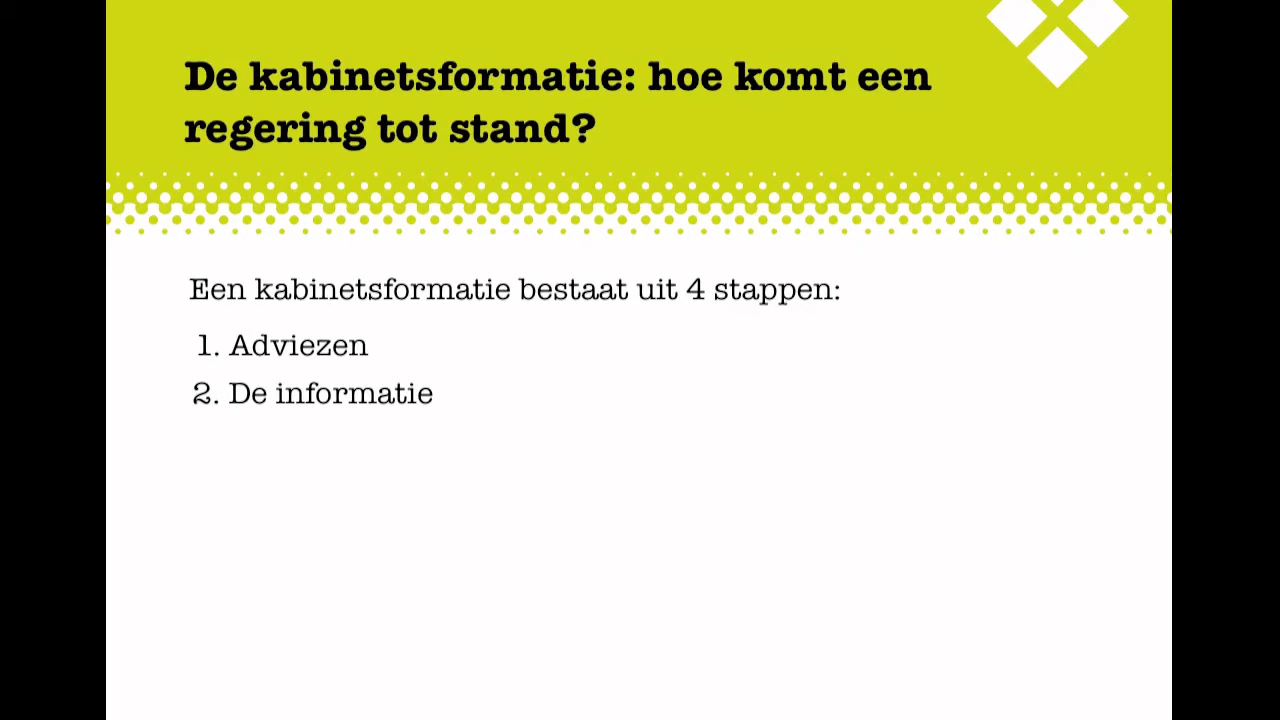 De kabinetsformatie: hoe komt een
regering tot stand?
Een kabinetsformatie bestaat uit 4 stappen:
1. Adviezen
2. De informatie